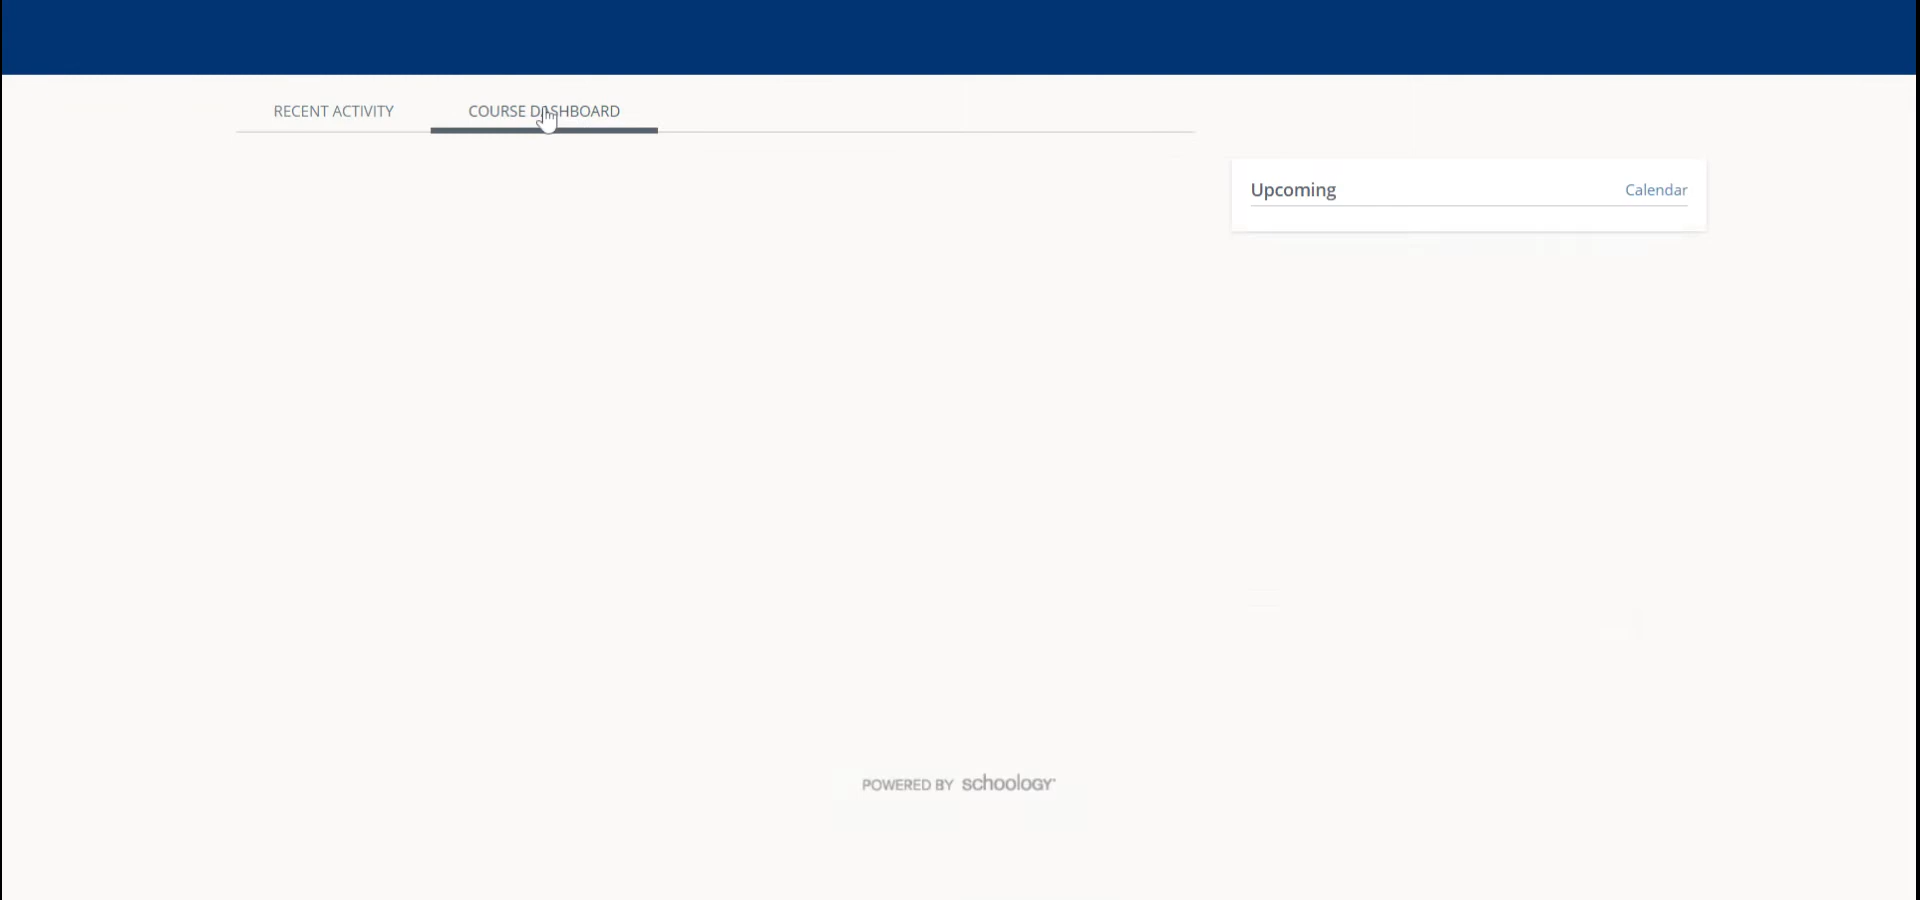 RECENT ACTIVITY
COURSE DASHBOARD
Upcoming
Calendar
POWERED BY schoology